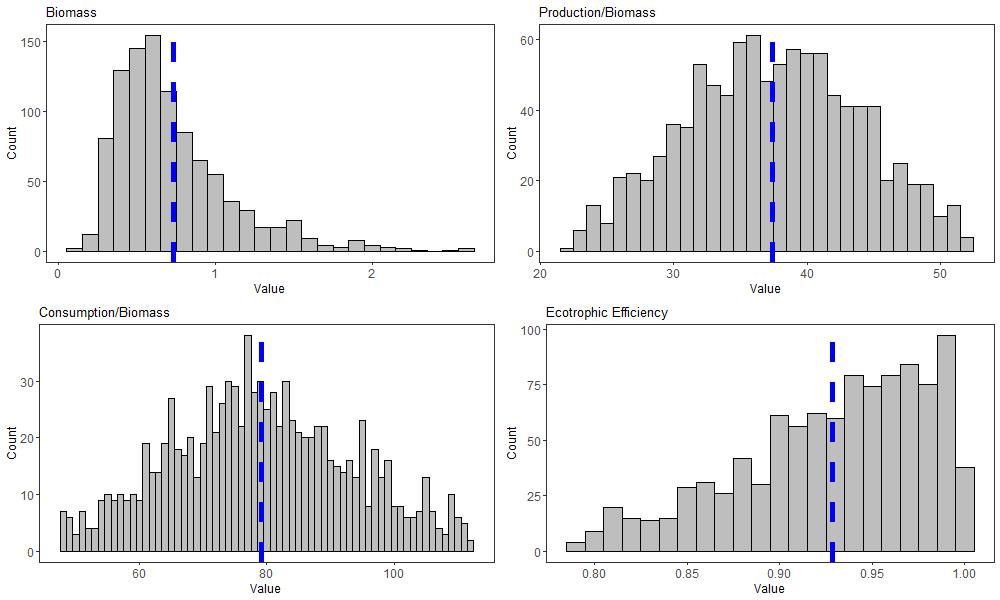 Biomass
Count
150
100
50
0
0 1 2
Value
Production/Biomass
Count
60
40
20
0
20 30 40 50
Value
Consumption/Biomass
Count
30
20
10
0
60 80 100
Value
Ecotrophic Efficiency
Count
100
75
50
25
0
0.80 0.85 0.90 0.95 1.00
Value